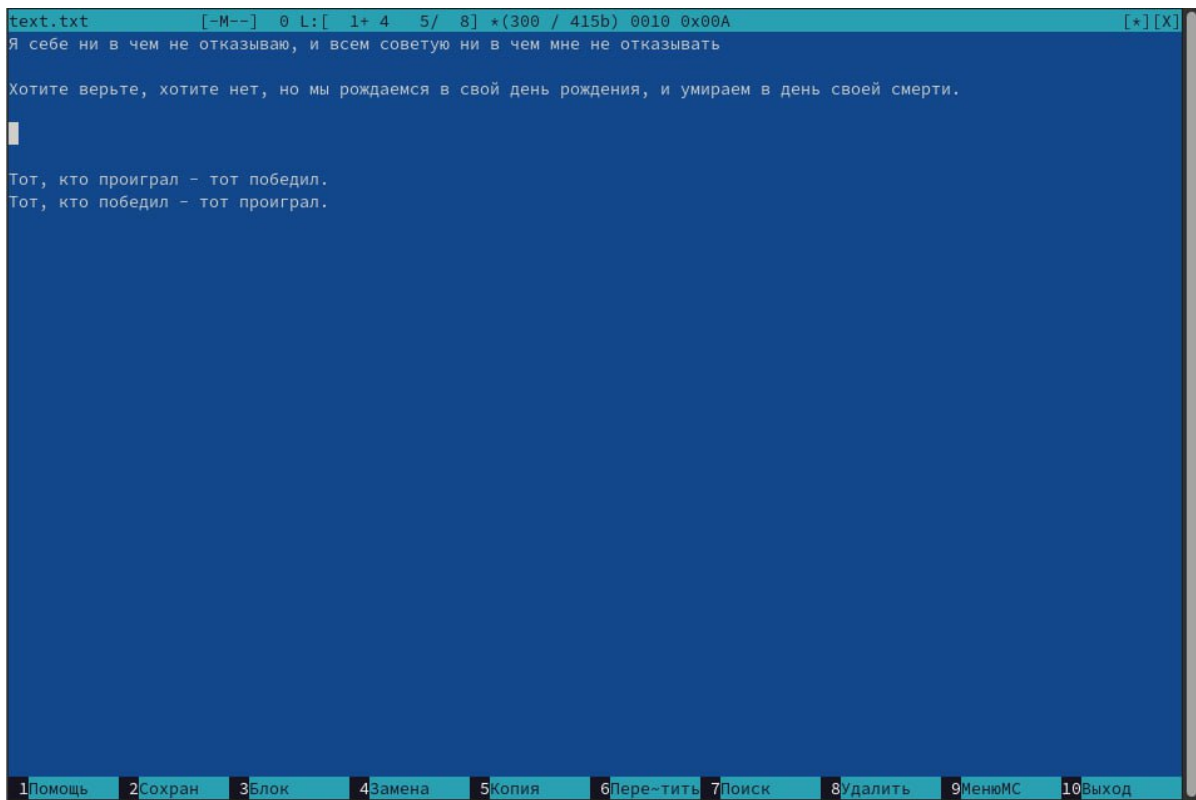 text.txt [-M--] 0 L:[ 1+ 4 5/ 8] *(300 / 415b) 0010 0x00A [*][X]
Я себе ни в чем не отказываю, и всем советую ни в чем мне не отказывать
Хотите верьте, хотите нет, но мы рождаемся в свой день рождения, и умираем в день своей смерти.
Тот, кто проиграл - тот победил.
Тот, кто победил - тот проиграл.
1Помощь 2Сохран 3Блок 4Замена 5Копия 6Пере~тить 7Поиск 8Удалить 9МенюМС 10Выход